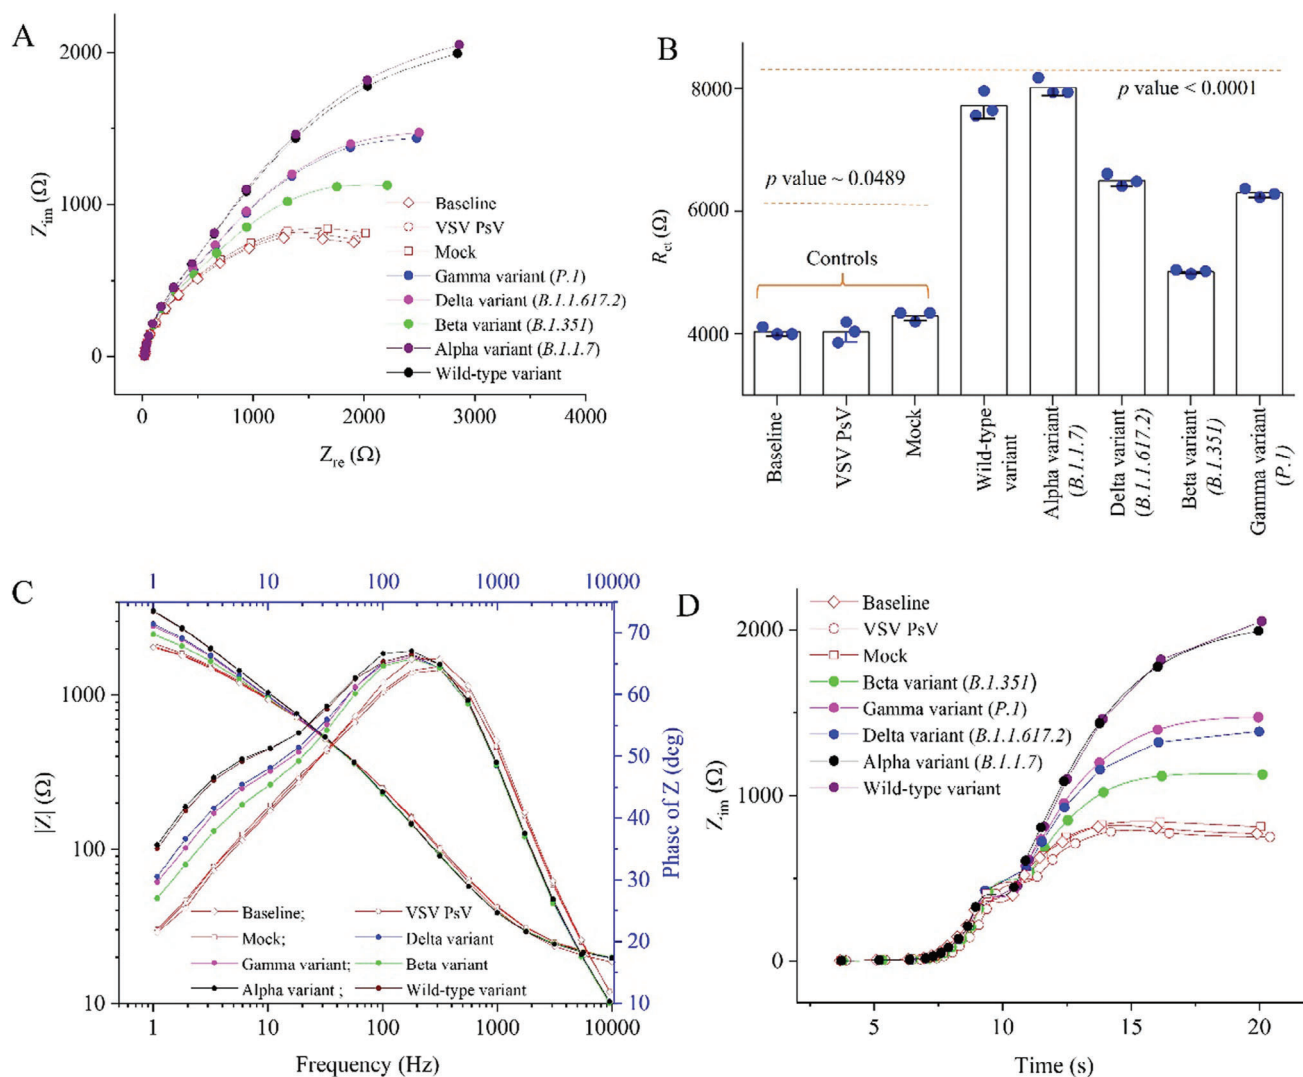 A
2000
1000
0
Z_im (Ω)
0 1000 2000 3000 4000
Z_re (Ω)
Baseline
VSV PsV
Mock
Gamma variant (P.1)
Delta variant (B.1.1.617.2)
Beta variant (B.1.351)
Alpha variant (B.1.1.7)
Wild-type variant
B
8000
6000
4000
R_ct (Ω)
p value < 0.0001
p value ~ 0.0489
Controls
Baseline
VSV PsV
Mock
Wild-type
variant
Alpha variant
(B.1.1.7)
Delta variant
(B.1.1.617.2)
Beta variant
(B.1.351)
Gamma variant
(P.1)
C
1 10 100 1000 10000
1000
100
10
|Z| (Ω)
70
60
50
40
30
20
10
Phase of Z (deg)
Baseline; VSV PsV
Mock; Delta variant
Gamma variant; Beta variant
Alpha variant ; Wild-type variant
1 10 100 1000 10000
Frequency (Hz)
D
2000
1000
0
Z_im (Ω)
Baseline
VSV PsV
Mock
Beta variant (B.1.351)
Gamma variant (P.1)
Delta variant (B.1.1.617.2)
Alpha variant (B.1.1.7)
Wild-type variant
5 10 15 20
Time (s)